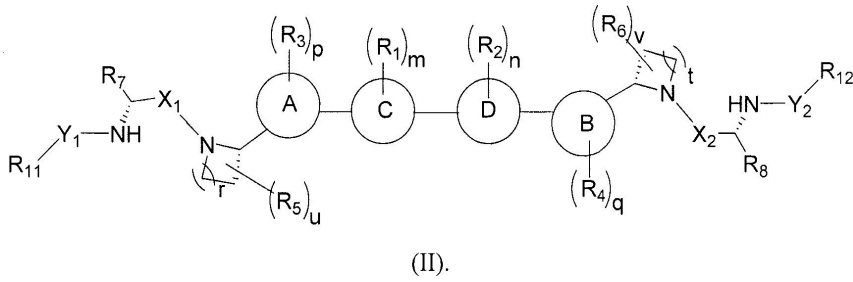 (R3)p (R1)m (R2)n (R6)v
R7 X1 A C D B t R12
HN Y2
Y1 NH N N X2
R11 r (R5)u (R4)q R8
(II).